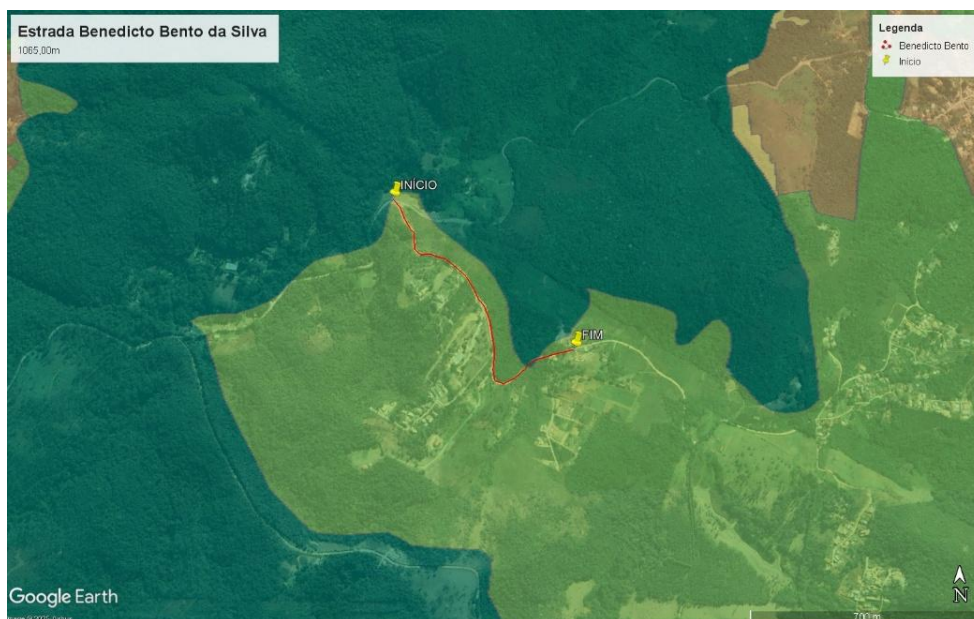 Estrada Benedicto Bento da Silva
1065,00m
Legenda
Benedicto Bento
Início
INÍCIO
FIM
Google Earth
N
700 m